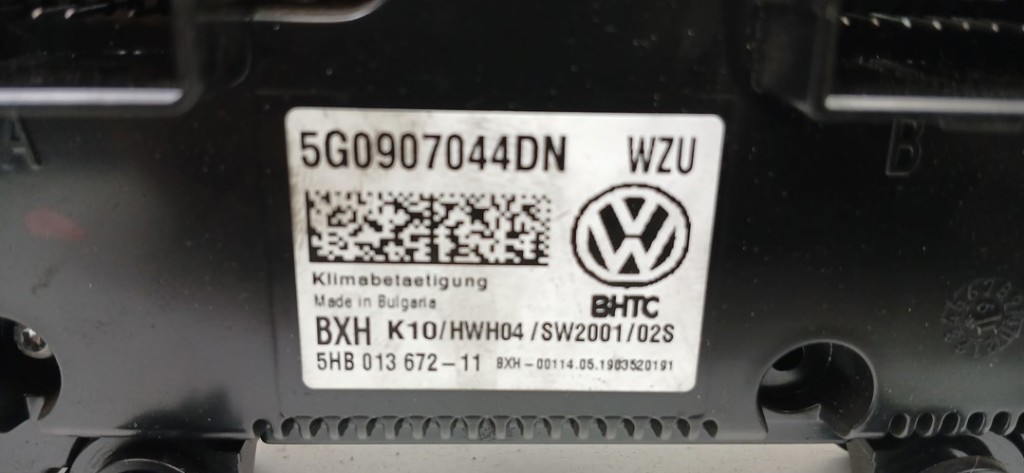 A
B
5G0907044DN WZU
Klimabetaetigung
Made in Bulgaria
BHTC
BXH K10/HWH04/SW2001/02S
5HB 013 672-11 BXH-00114.05.1903520191